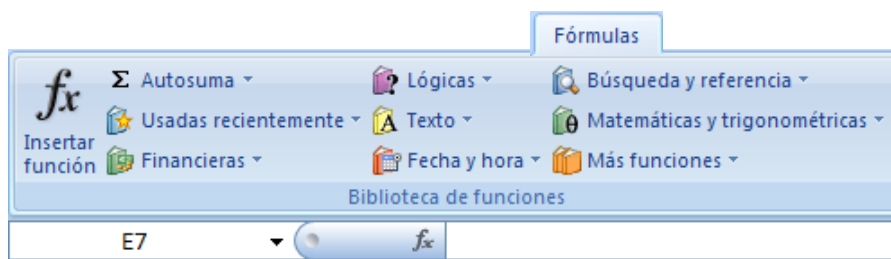 Fórmulas
fx
Insertar
función
Σ Autosuma
Usadas recientemente
Financieras
Lógicas
Texto
Fecha y hora
Búsqueda y referencia
Matemáticas y trigonométricas
Más funciones
Biblioteca de funciones
E7
fx